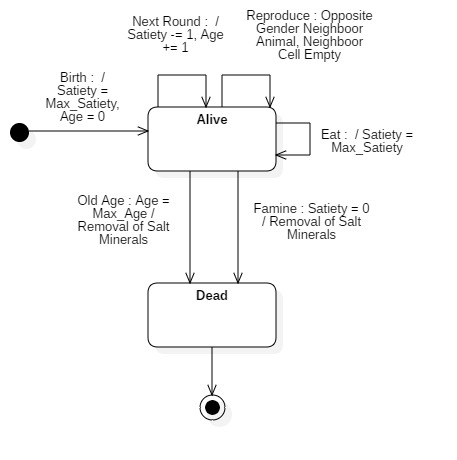 Next Round :  /
Satiety -= 1, Age
+= 1
Reproduce : Opposite
Gender Neighboor
Animal, Neighboor
Cell Empty
Birth :  /
Satiety =
Max_Satiety,
Age = 0
Alive
Eat :  / Satiety =
Max_Satiety
Old Age : Age =
Max_Age /
Removal of Salt
Minerals
Famine : Satiety = 0
/ Removal of Salt
Minerals
Dead